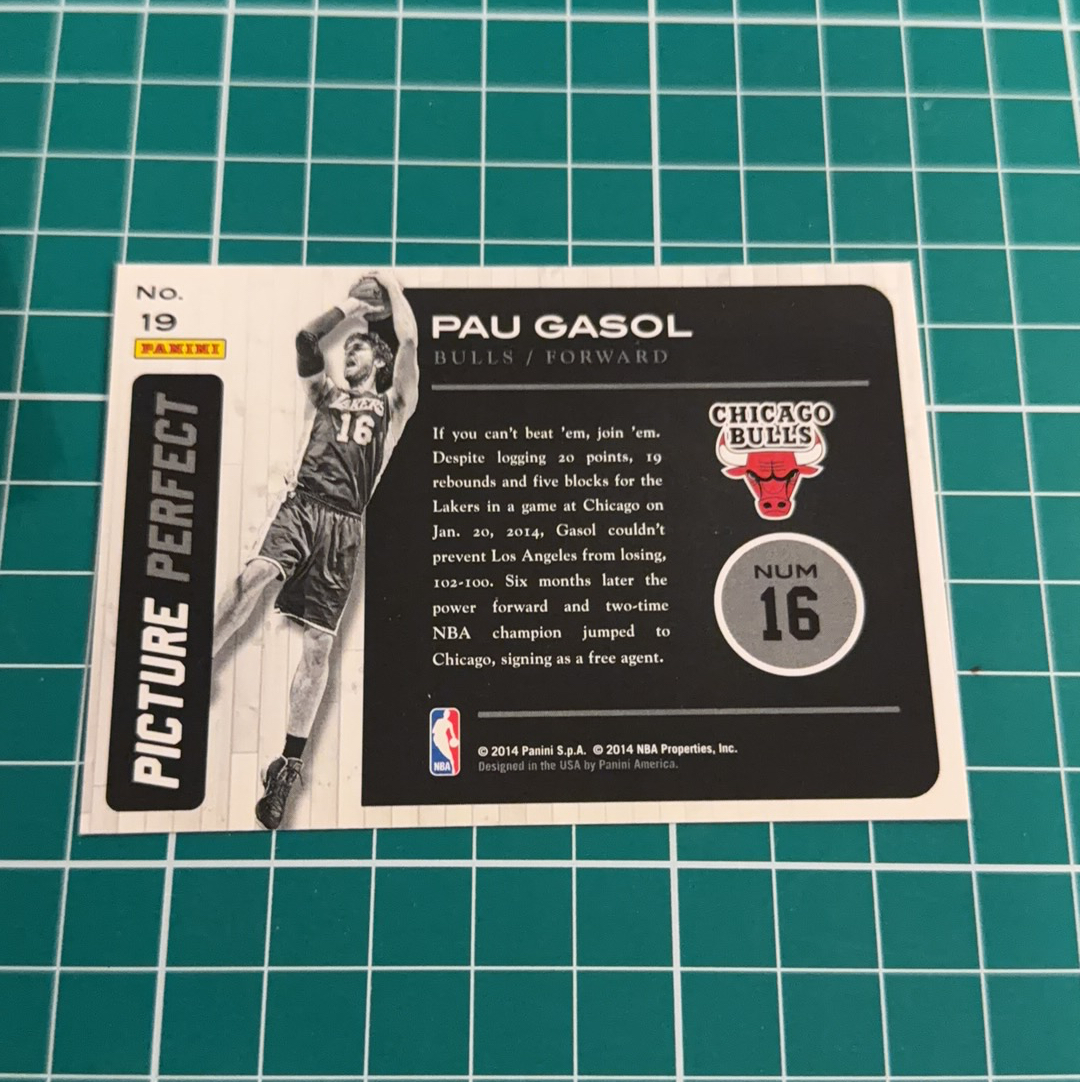 No.
19
PANINI
PICTURE PERFECT
LAKERS
16
PAU GASOL
BULLS / FORWARD
If you can't beat 'em, join 'em.
Despite logging 20 points, 19
rebounds and five blocks for the
Lakers in a game at Chicago on
Jan. 20, 2014, Gasol couldn't
prevent Los Angeles from losing,
102-100. Six months later the
power forward and two-time
NBA champion jumped to
Chicago, signing as a free agent.
CHICAGO
BULLS
NUM
16
NBA
© 2014 Panini S.p.A. © 2014 NBA Properties, Inc.
Designed in the USA by Panini America.